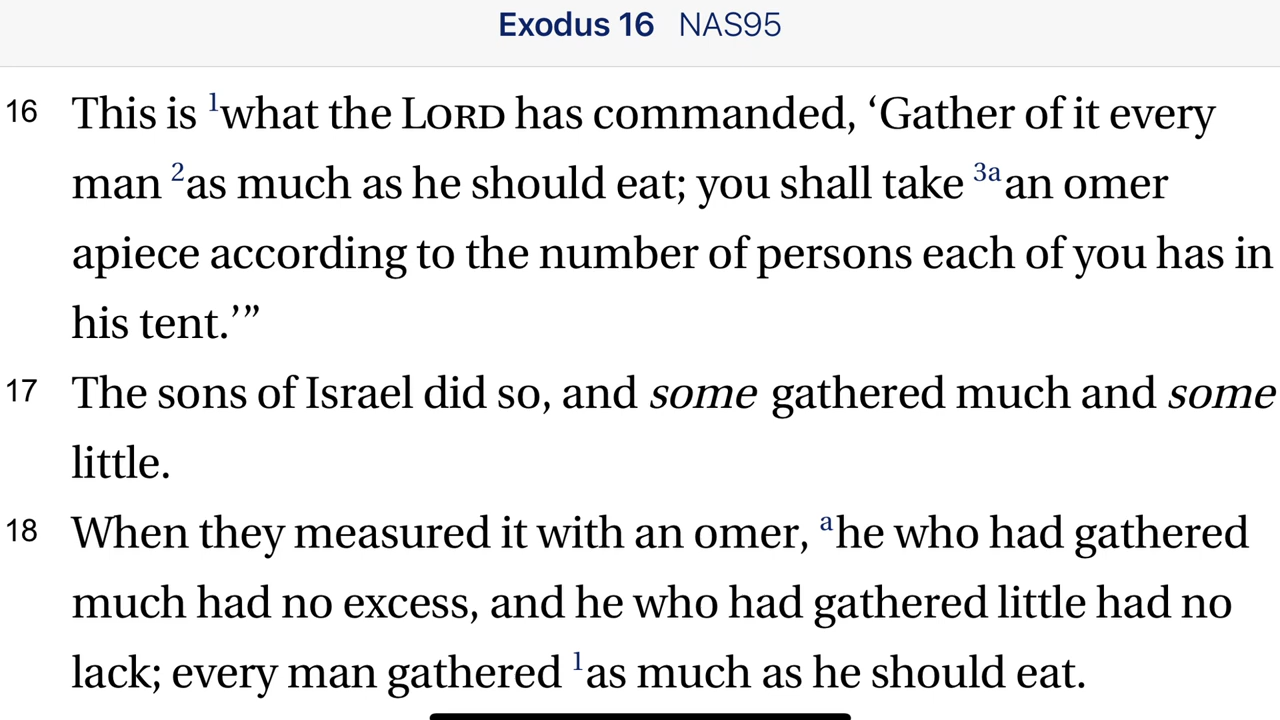 Exodus 16 NAS95
16 This is 1what the LORD has commanded, ‘Gather of it every
man 2as much as he should eat; you shall take 3aan omer
apiece according to the number of persons each of you has in
his tent.’”
17 The sons of Israel did so, and some gathered much and some
little.
18 When they measured it with an omer, ahe who had gathered
much had no excess, and he who had gathered little had no
lack; every man gathered 1as much as he should eat.